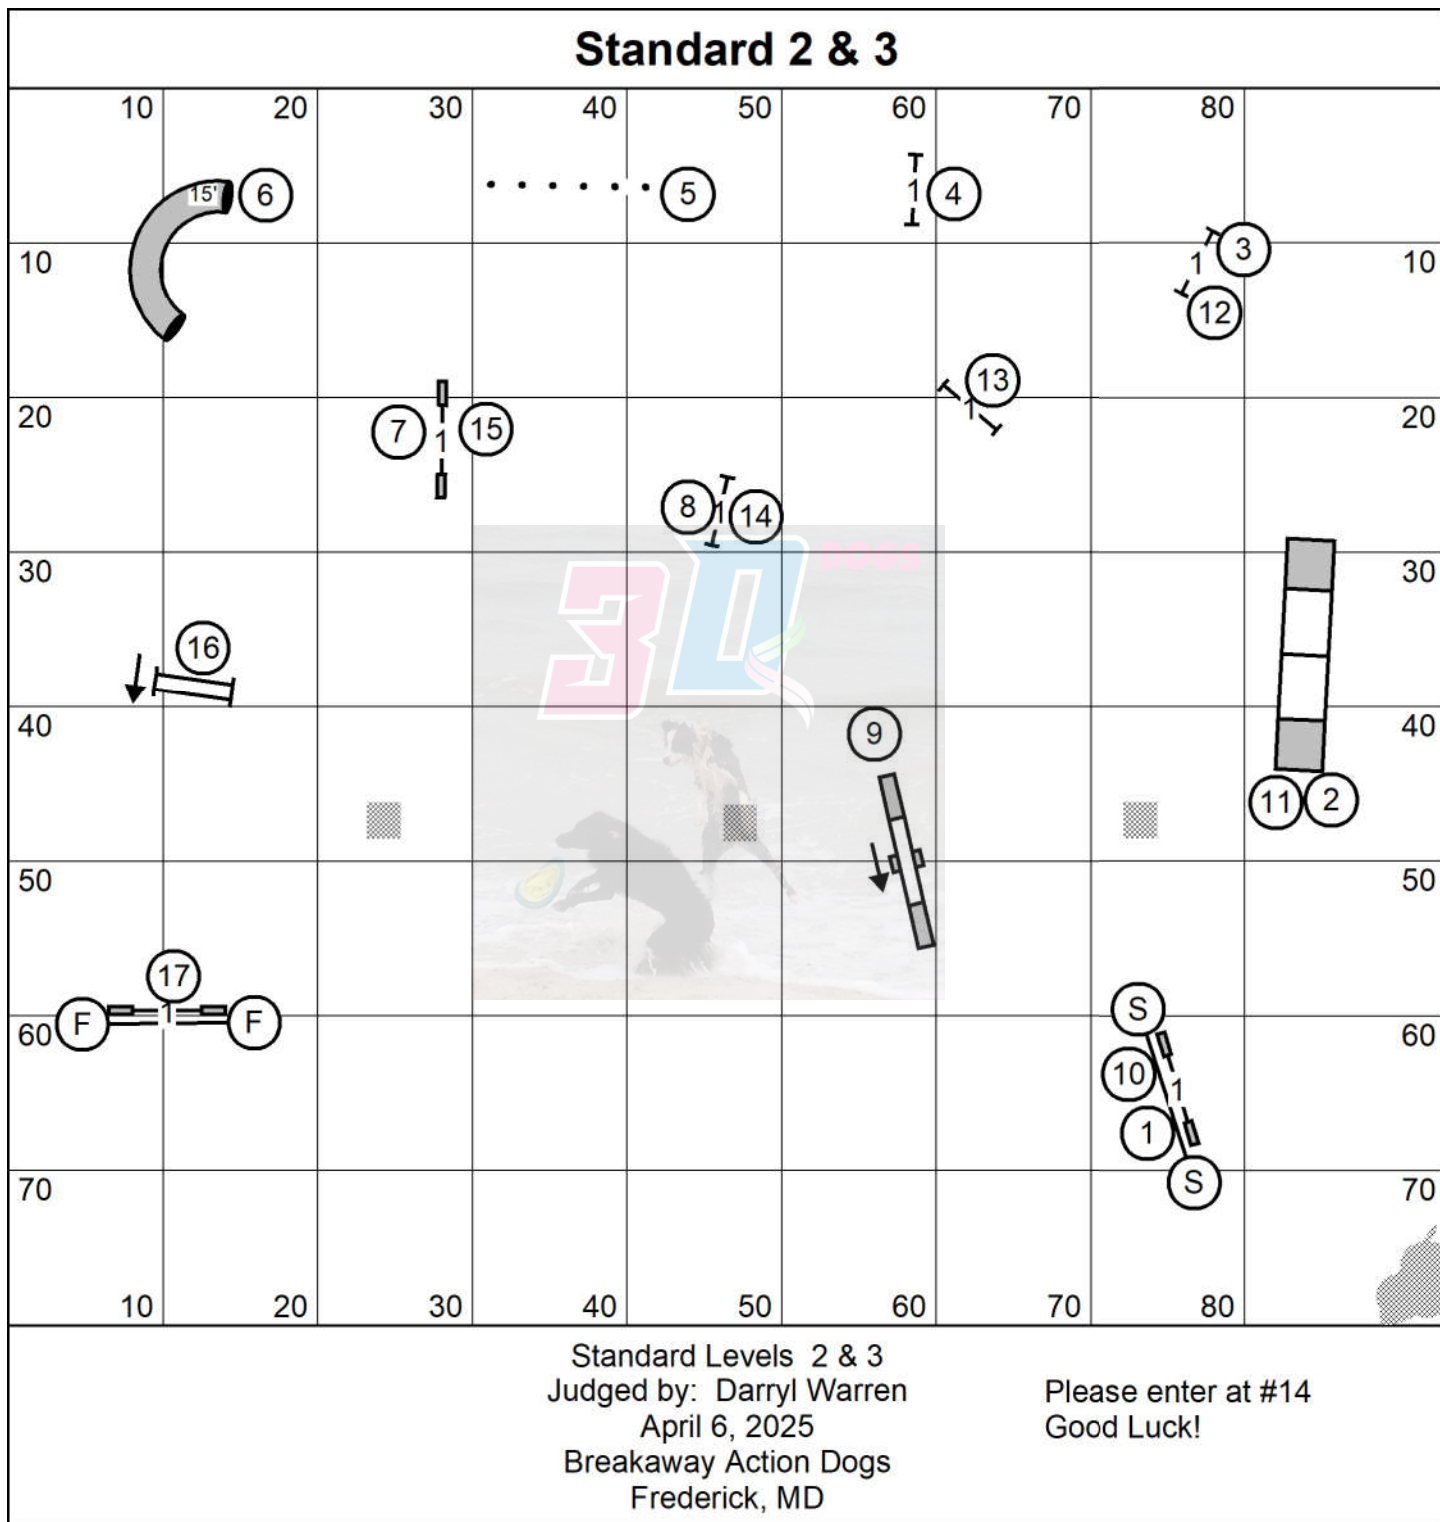 Standard 2 & 3
10 20 30 40 50 60 70 80
15' 6 5 1 4
10 1 3 10
12
13
20 1 20
7 1 15
8 1 14
30 DOGS 30
3D
16
40 9 40
11 2
50 50
17
F 1 F S
60 60
10 1
1
S
70 70
10 20 30 40 50 60 70 80
Standard Levels 2 & 3
Judged by: Darryl Warren
April 6, 2025
Breakaway Action Dogs
Frederick, MD
Please enter at #14
Good Luck!